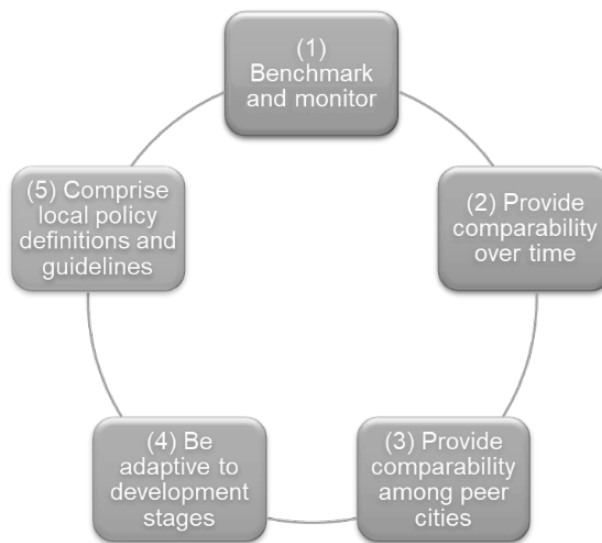 (1)
Benchmark
and monitor
(2) Provide
comparability
over time
(3) Provide
comparability
among peer
cities
(4) Be
adaptive to
development
stages
(5) Comprise
local policy
definitions and
guidelines